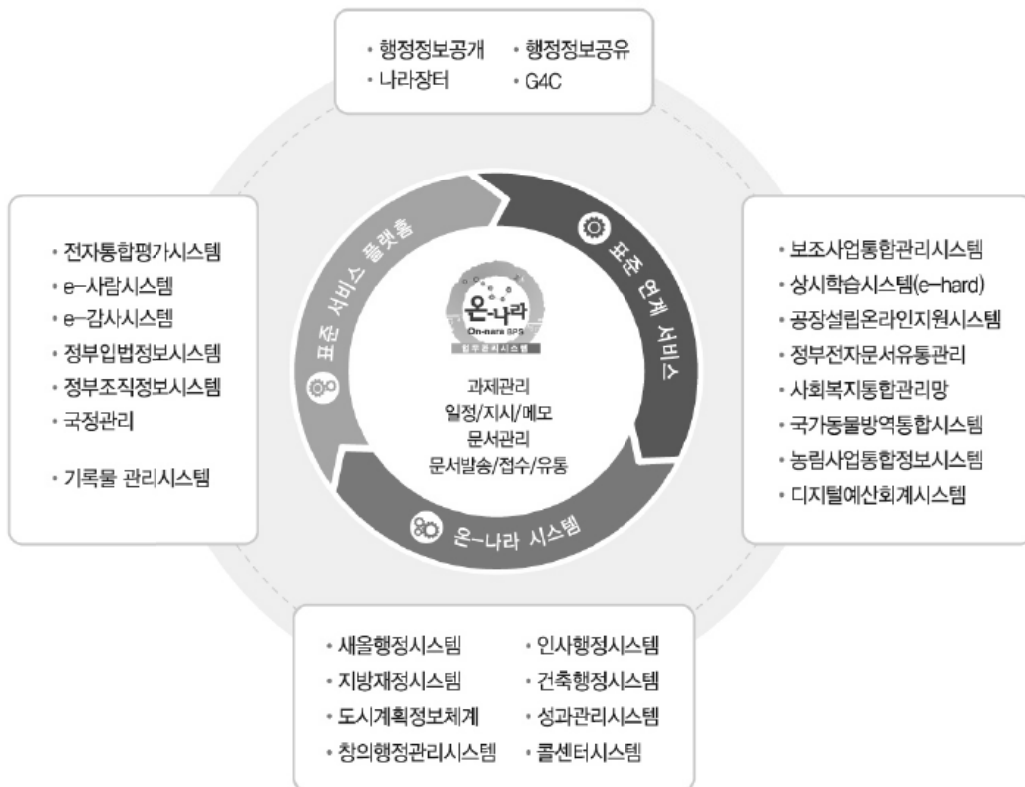 • 행정정보공개 • 행정정보공유
• 나라장터 • G4C
• 전자통합평가시스템
• e-사람시스템
• e-감사시스템
• 정부입법정보시스템
• 정부조직정보시스템
• 국정관리
• 기록물 관리시스템
표준 서비스 플랫홈
표준 연계 서비스
온-나라 시스템
온-나라
On-nara BPS
업무관리시스템
과제관리
일정/지시/메모
문서관리
문서발송/접수/유통
• 보조사업통합관리시스템
• 상시학습시스템(e-hard)
• 공장설립온라인지원시스템
• 정부전자문서유통관리
• 사회복지통합관리망
• 국가동물방역통합시스템
• 농림사업통합정보시스템
• 디지털예산회계시스템
• 새올행정시스템 • 인사행정시스템
• 지방재정시스템 • 건축행정시스템
• 도시계획정보체계 • 성과관리시스템
• 창의행정관리시스템 • 콜센터시스템